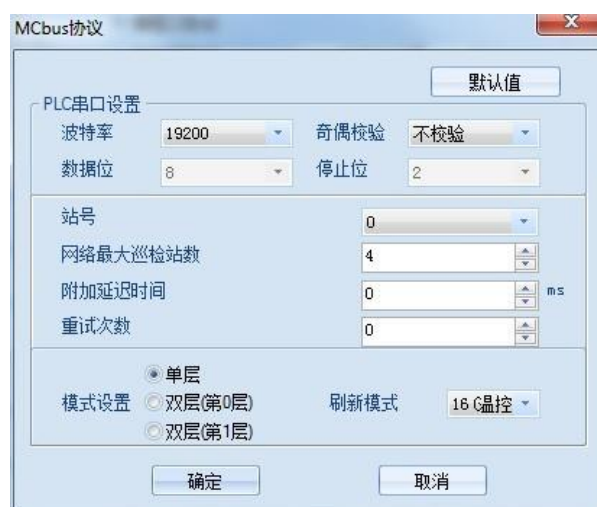 MCbus协议
默认值
PLC串口设置
波特率 19200 奇偶校验 不校验
数据位 8 停止位 2
站号 0
网络最大巡检站数 4
附加延迟时间 0 ms
重试次数 0
单层
模式设置 双层(第0层) 刷新模式 16 G温控
双层(第1层)
确定 取消